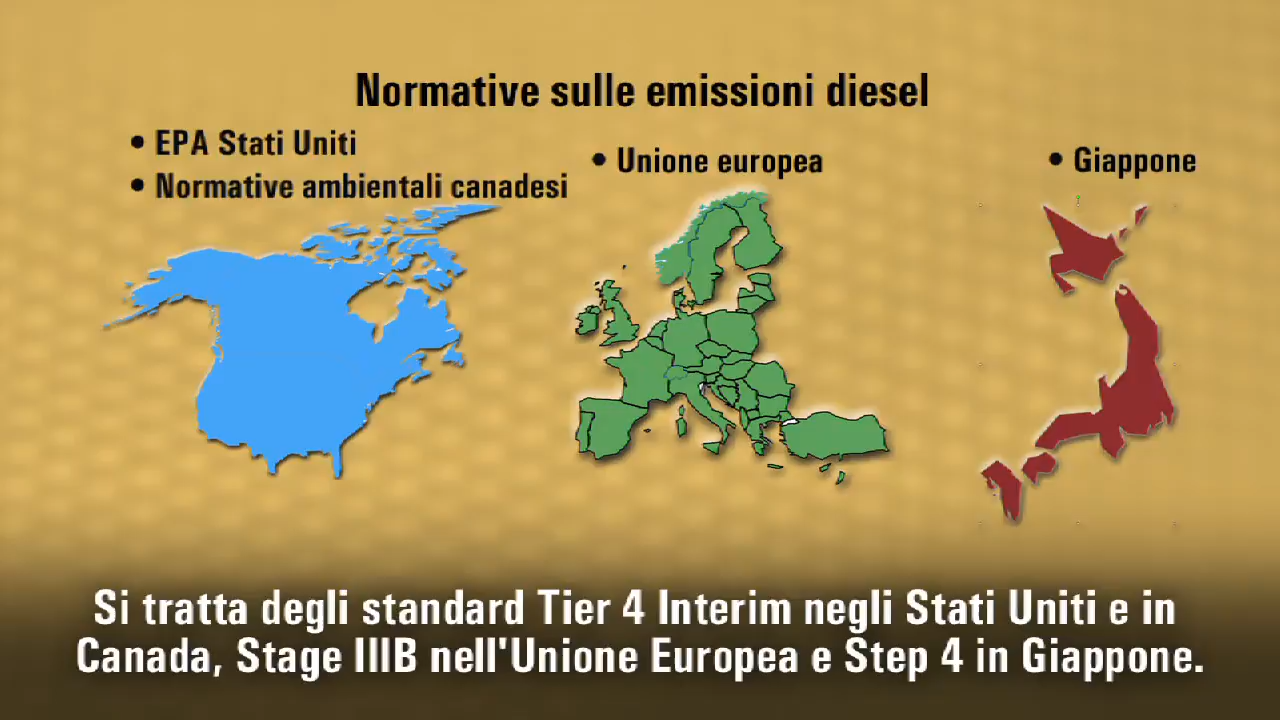 Normative sulle emissioni diesel
• EPA Stati Uniti
• Normative ambientali canadesi
• Unione europea
• Giappone
Si tratta degli standard Tier 4 Interim negli Stati Uniti e in
Canada, Stage IIIB nell'Unione Europea e Step 4 in Giappone.